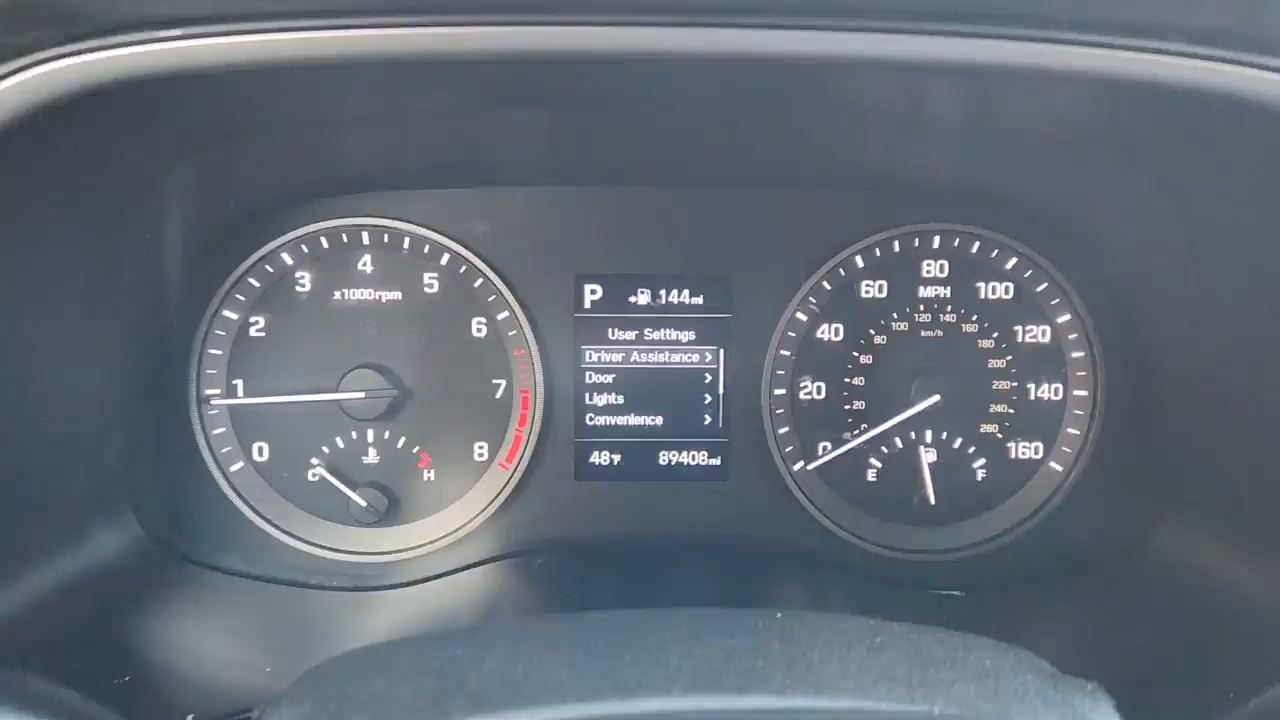 0
1
2
3
4
5
6
7
8
x1000rpm
C
H
P
144mi
User Settings
Driver Assistance >
Door >
Lights >
Convenience >
48°F
89408mi
0
20
40
60
80
100
120
140
160
MPH
0
20
40
60
80
100
120
140
160
180
200
220
240
260
km/h
E
F